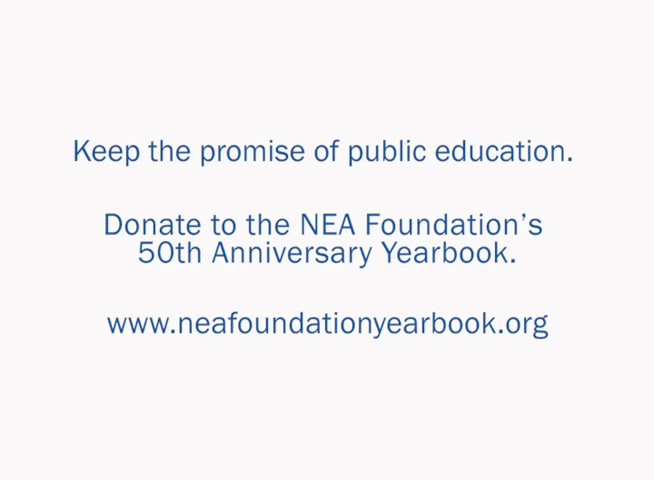 Keep the promise of public education.
Donate to the NEA Foundation’s
50th Anniversary Yearbook.
www.neafoundationyearbook.org